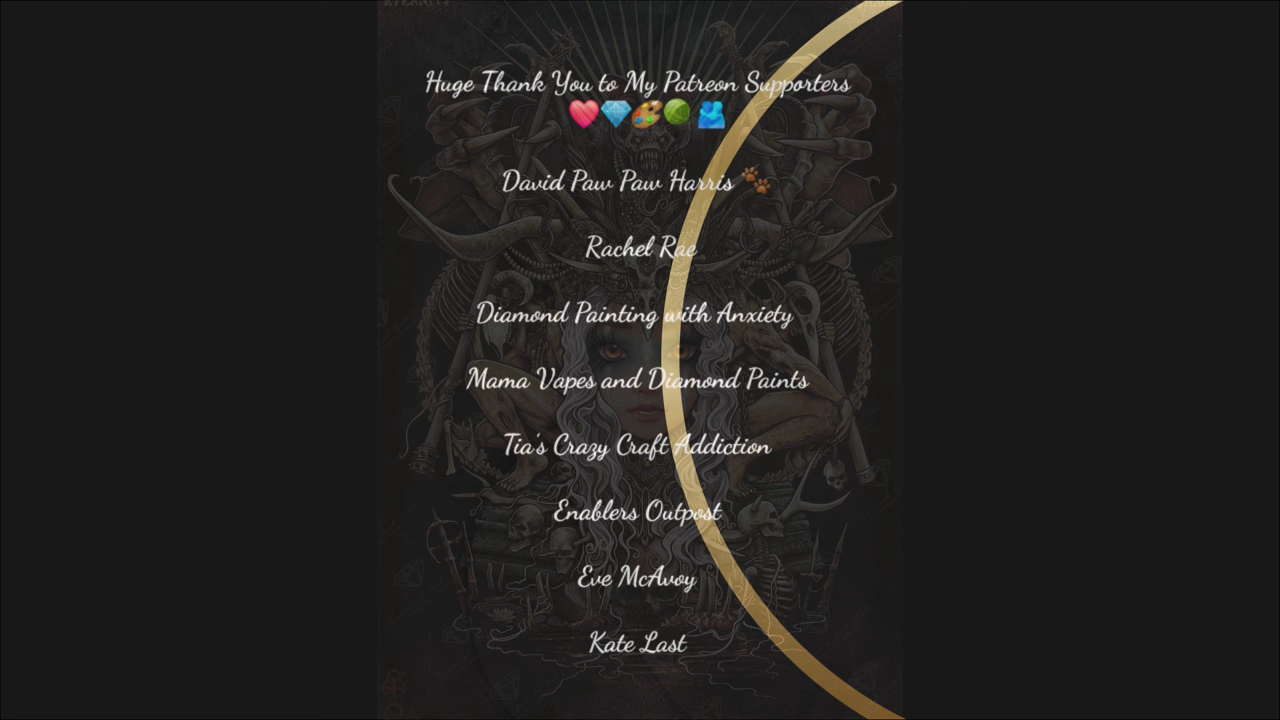 ETERNITY
Huge Thank You to My Patreon Supporters
❤️💎🎨🧶🫂
David Paw Paw Harris 🐾
Rachel Rae
Diamond Painting with Anxiety
Mama Vapes and Diamond Paints
Tia's Crazy Craft Addiction
Enablers Outpost
Eve McAvoy
Kate Last